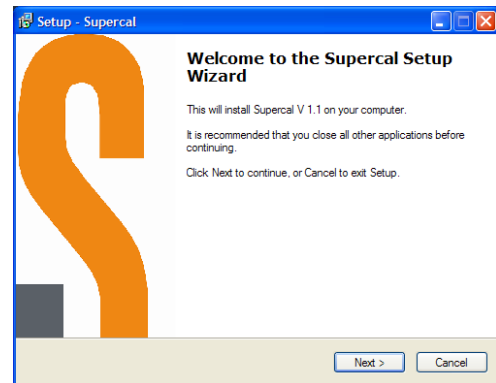 Setup - Supercal
Welcome to the Supercal Setup
Wizard
This will install Supercal V 1.1 on your computer.
It is recommended that you close all other applications before
continuing.
Click Next to continue, or Cancel to exit Setup.
Next >
Cancel